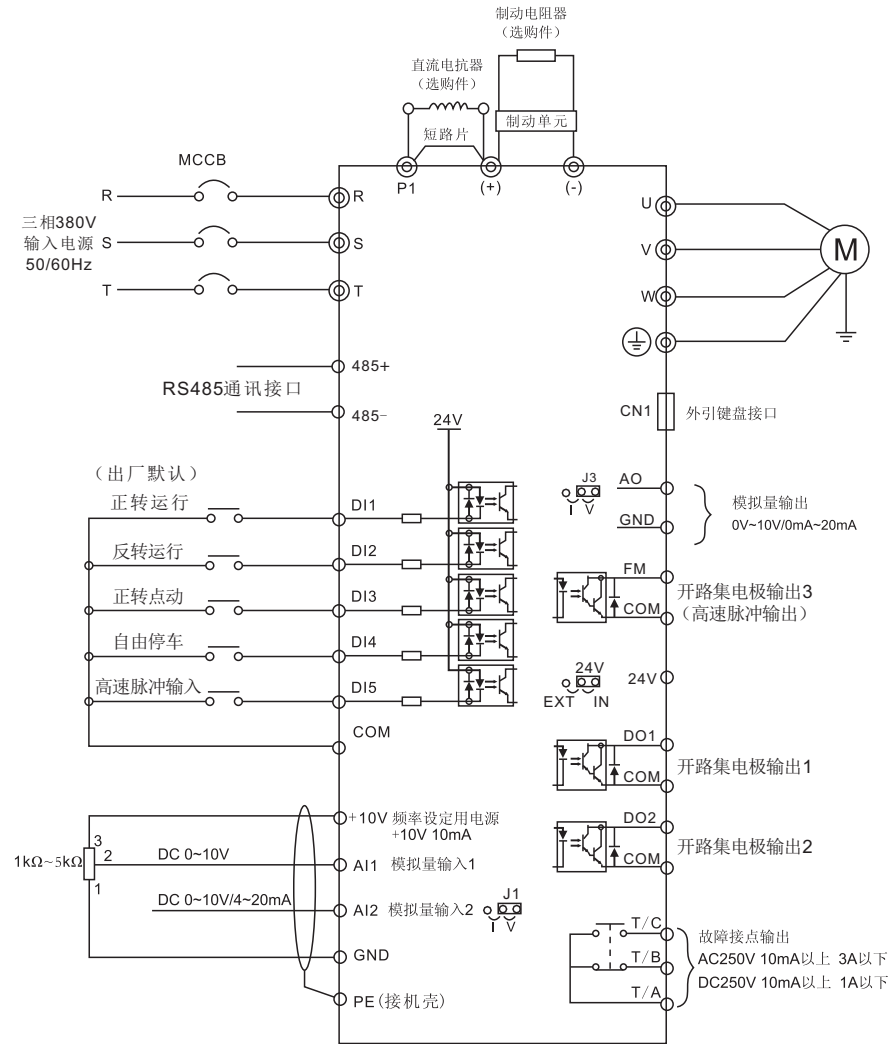 制动电阻器
（选购件）
直流电抗器
（选购件）
制动单元
短路片
MCCB
P1
(+)
(-)
R
R
三相380V
输入电源
50/60Hz
S
S
T
T
U
V
W
M
485+
RS485通讯接口
485-
CN1
外引键盘接口
24V
（出厂默认）
正转运行
DI1
反转运行
DI2
正转点动
DI3
自由停车
DI4
高速脉冲输入
DI5
COM
J3
I
V
AO
GND
模拟量输出
0V~10V/0mA~20mA
FM
COM
开路集电极输出3
（高速脉冲输出）
24V
EXT
IN
24V
DO1
COM
开路集电极输出1
DO2
COM
开路集电极输出2
+10V 频率设定用电源
+10V 10mA
1kΩ~5kΩ
3
2
1
DC 0~10V
AI1 模拟量输入1
DC 0~10V/4~20mA
AI2 模拟量输入2
J1
I
V
GND
PE(接机壳)
T/C
T/B
T/A
故障接点输出
AC250V 10mA以上 3A以下
DC250V 10mA以上 1A以下